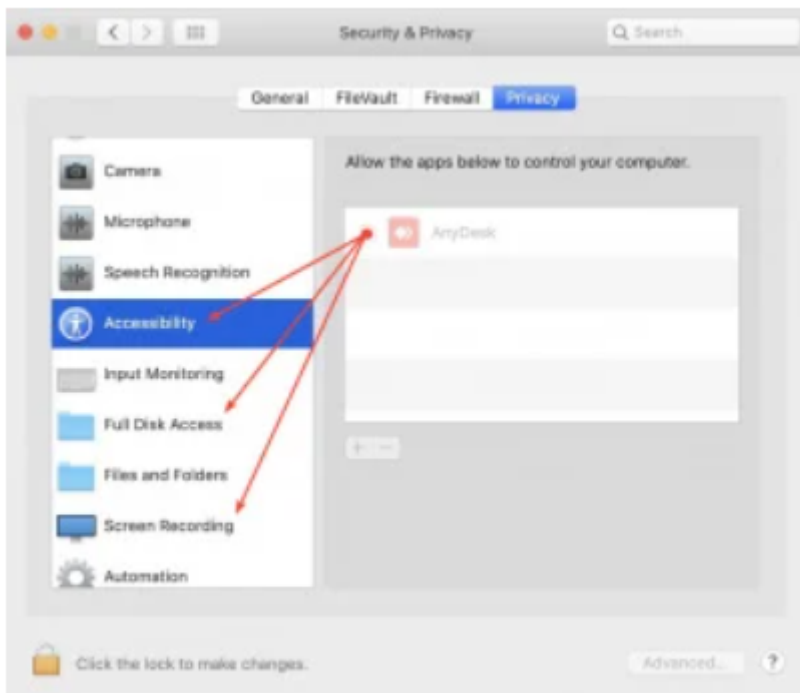 Security & Privacy
Search
General FileVault Firewall Privacy
Camera
Microphone
Speech Recognition
Accessibility
Input Monitoring
Full Disk Access
Files and Folders
Screen Recording
Automation
Allow the apps below to control your computer.
AnyDesk
+ −
Click the lock to make changes.
Advanced...
?